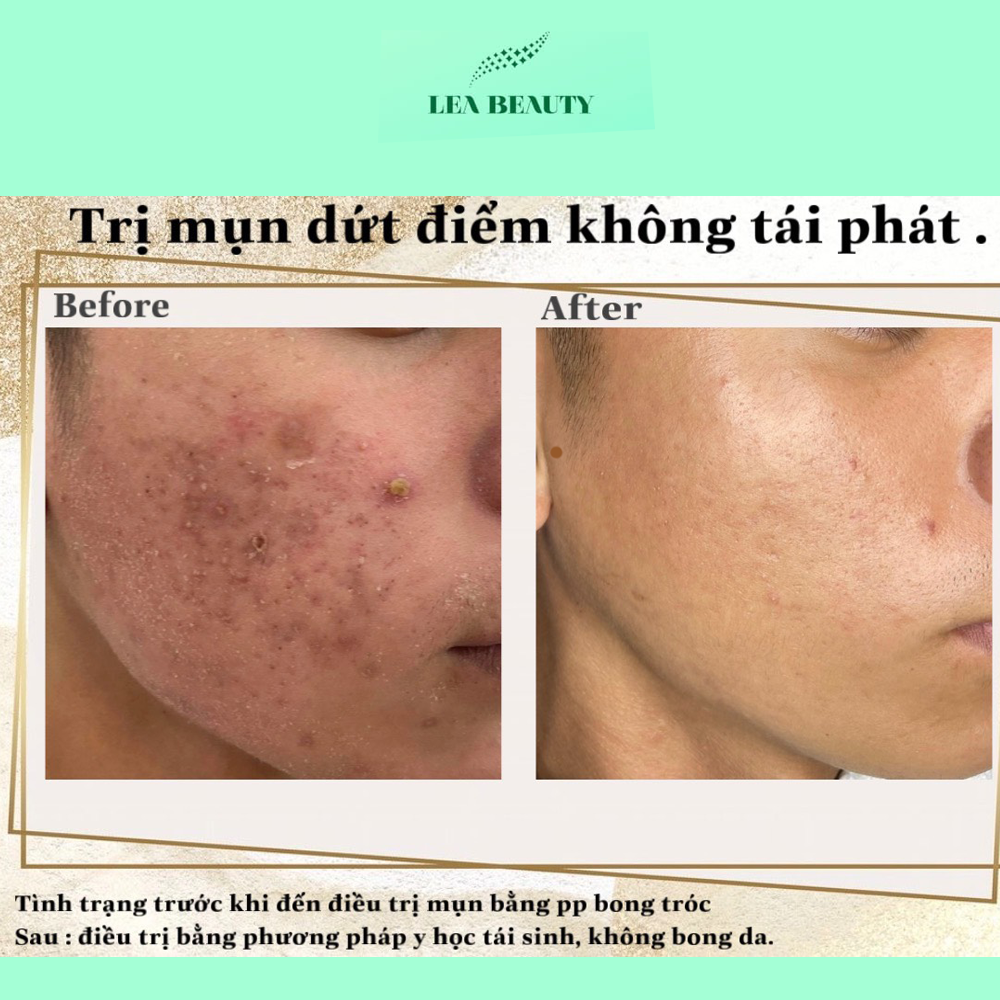 LEA BEAUTY
Trị mụn dứt điểm không tái phát .
Before
After
Tình trạng trước khi đến điều trị mụn bằng pp bong tróc
Sau : điều trị bằng phương pháp y học tái sinh, không bong da.